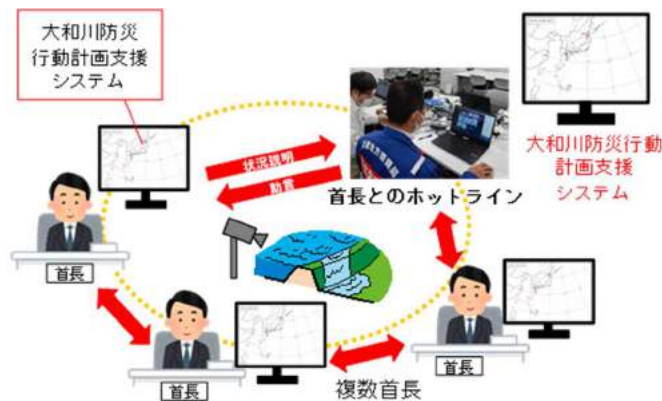 大和川防災
行動計画支援
システム
大和川防災行動
計画支援
システム
状況説明
助言
首長とのホットライン
首長
首長
首長
複数首長